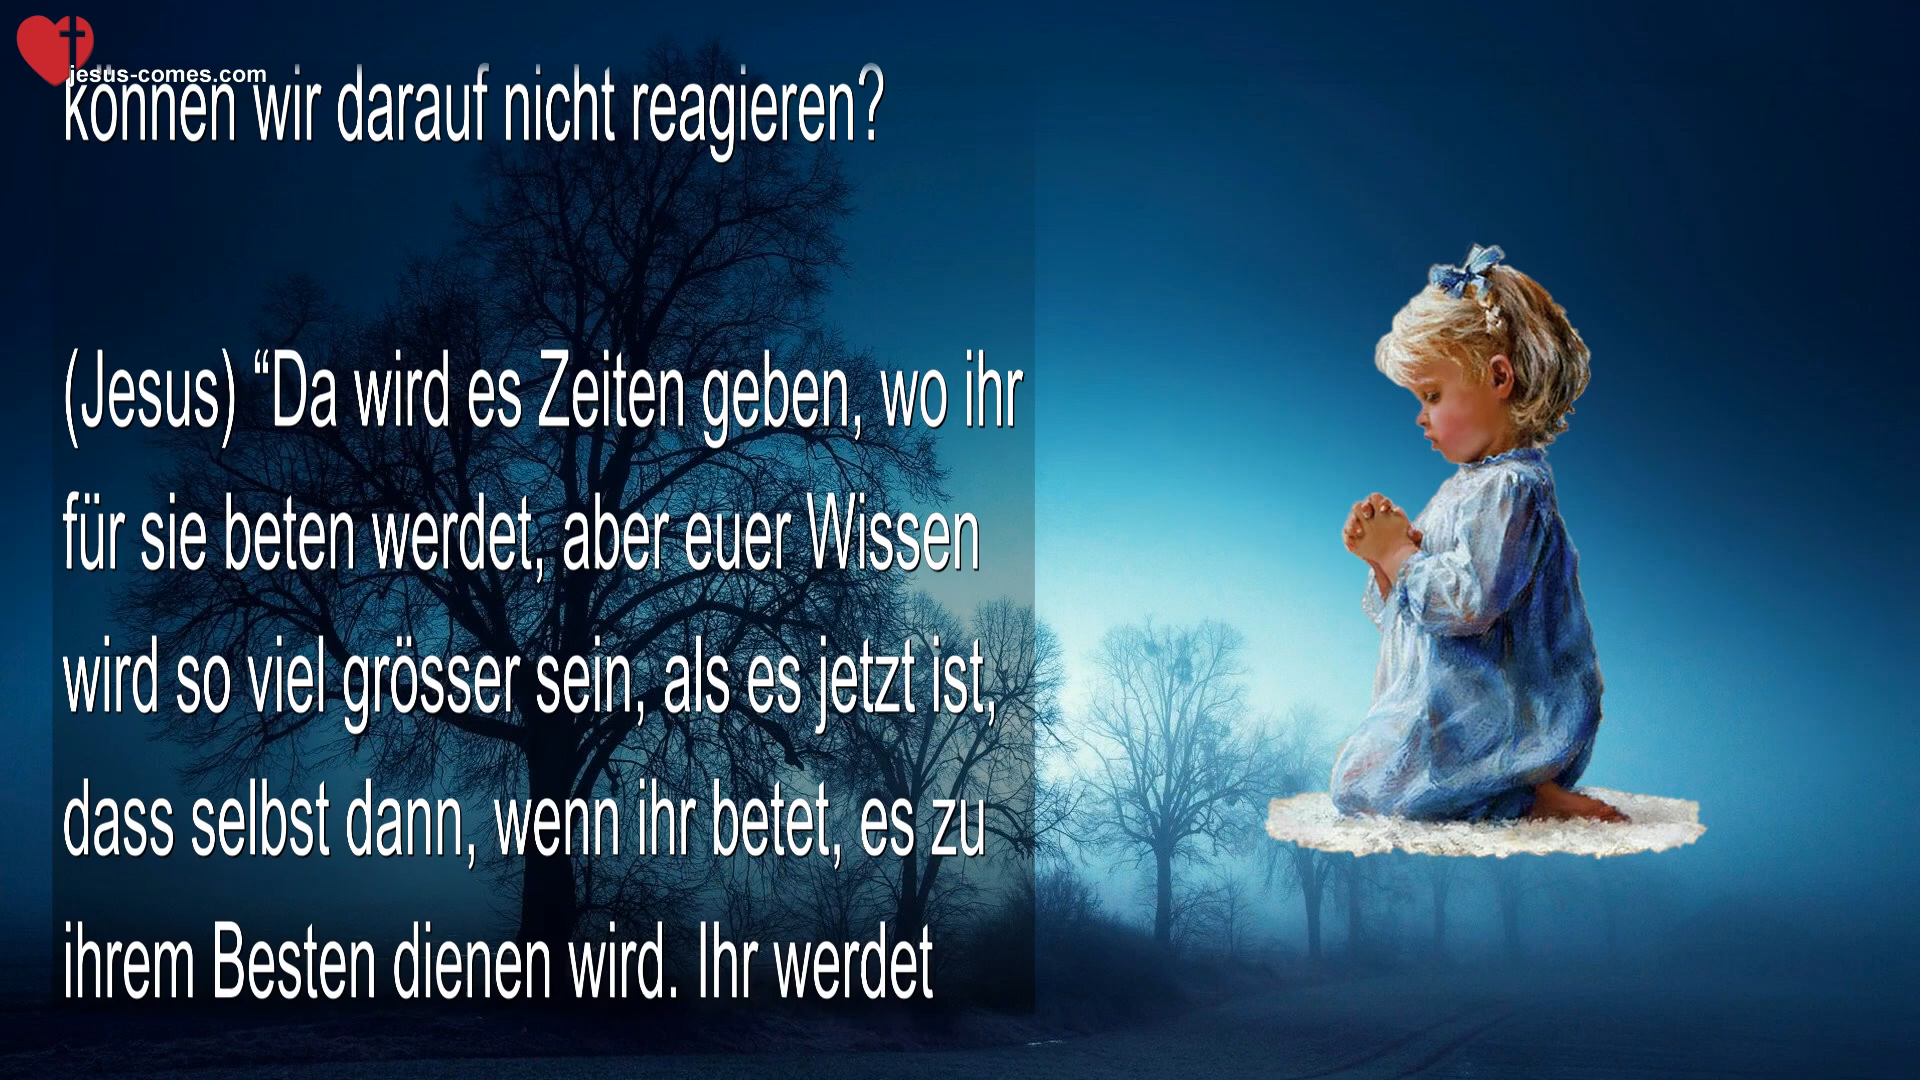 jesus-comes.com
können wir darauf nicht reagieren?
(Jesus) “Da wird es Zeiten geben, wo ihr
für sie beten werdet, aber euer Wissen
wird so viel grösser sein, als es jetzt ist,
dass selbst dann, wenn ihr betet, es zu
ihrem Besten dienen wird. Ihr werdet